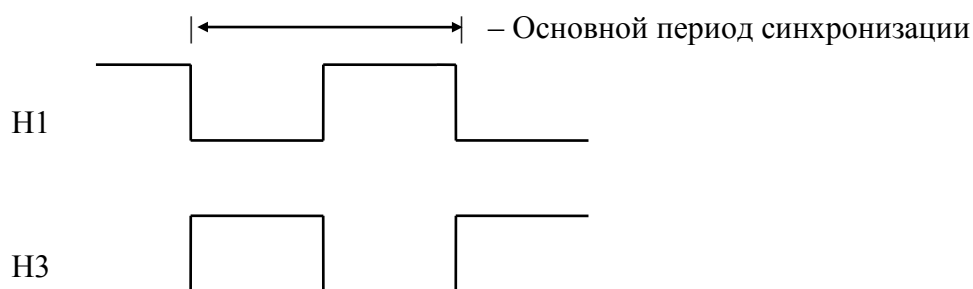 – Основной период синхронизации
H1
H3